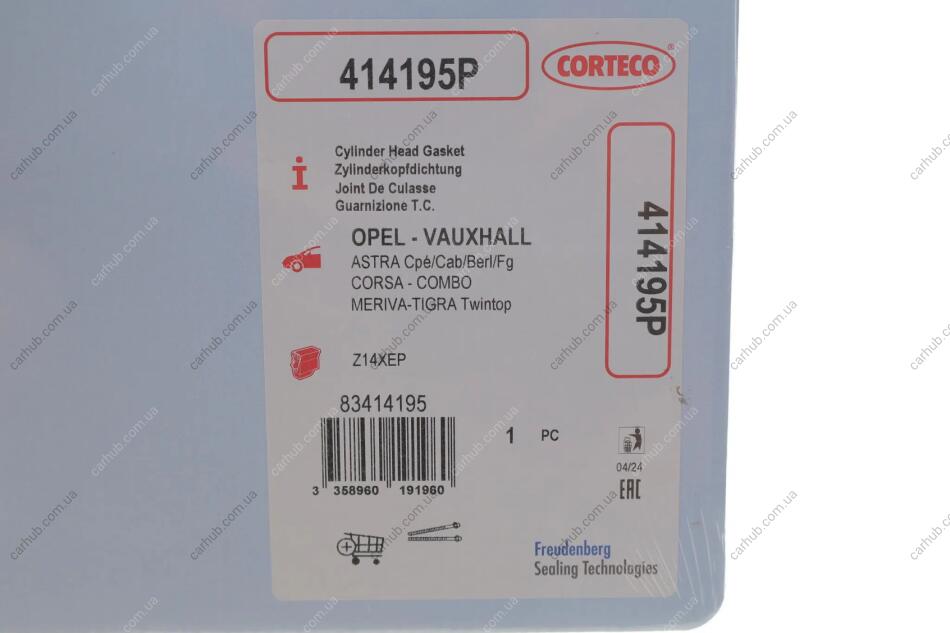 414195P
CORTECO®
Cylinder Head Gasket
Zylinderkopfdichtung
Joint De Culasse
Guarnizione T.C.
414195P
OPEL - VAUXHALL
ASTRA Cpé/Cab/Berl/Fg
CORSA - COMBO
MERIVA-TIGRA Twintop
Z14XEP
83414195
1 PC
3 358960 191960
04/24
EAC
Freudenberg
Sealing Technologies
carhub.com.ua